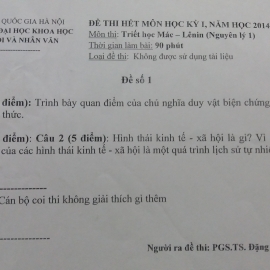 QUỐC GIA HÀ NỘI
ĐẠI HỌC KHOA HỌC
ỘI VÀ NHÂN VĂN
ĐỀ THI HẾT MÔN HỌC KỲ 1, NĂM HỌC 2014
Môn thi: Triết học Mác – Lênin (Nguyên lý 1)
Thời gian làm bài: 90 phút
Loại đề thi: Không được sử dụng tài liệu
Đề số 1
điểm): Trình bày quan điểm của chủ nghĩa duy vật biện chứng
thức.
điểm): Câu 2 (5 điểm): Hình thái kinh tế - xã hội là gì? Vì
của các hình thái kinh tế - xã hội là một quá trình lịch sử tự nhiê
-------------
Cán bộ coi thi không giải thích gì thêm
-------------
Người ra đề thi: PGS.TS. Đặng